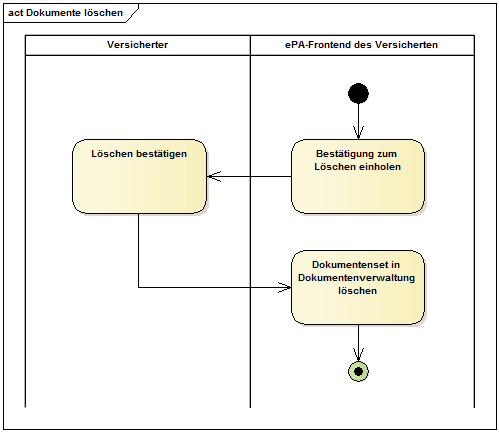 act Dokumente löschen
Versicherter
ePA-Frontend des Versicherten
Löschen bestätigen
Bestätigung zum
Löschen einholen
Dokumentenset in
Dokumentenverwaltung
löschen